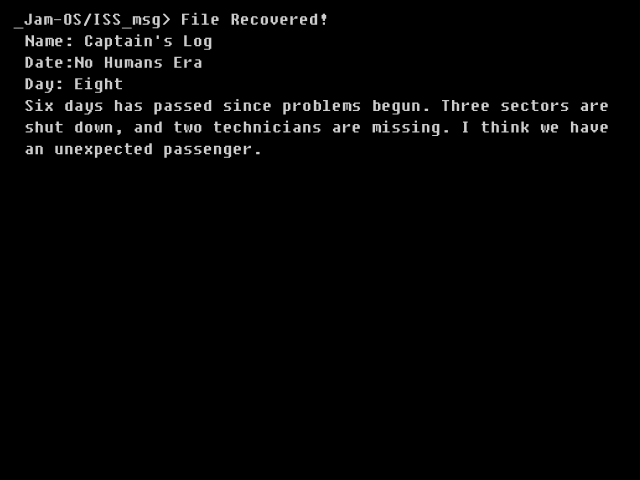 _Jam-OS/ISS_msg> File Recovered!
Name: Captain's Log
Date:No Humans Era
Day: Eight
Six days has passed since problems begun. Three sectors are
shut down, and two technicians are missing. I think we have
an unexpected passenger.